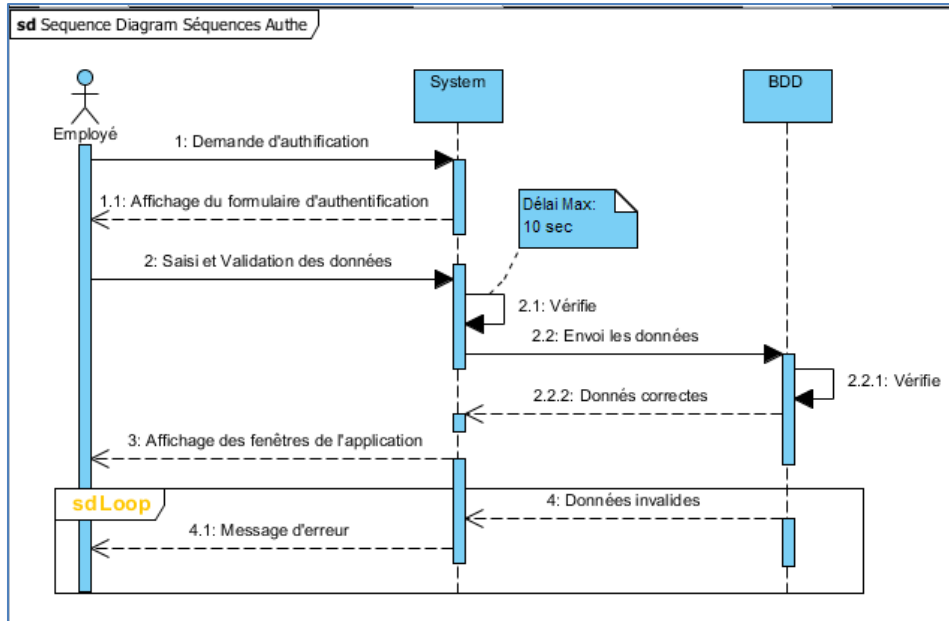 sd Sequence Diagram Séquences Authe
System
BDD
Employé
1: Demande d'authification
1.1: Affichage du formulaire d'authentification
Délai Max:
10 sec
2: Saisi et Validation des données
2.1: Vérifie
2.2: Envoi les données
2.2.1: Vérifie
2.2.2: Donnés correctes
3: Affichage des fenêtres de l'application
sdLoop
4: Données invalides
4.1: Message d'erreur